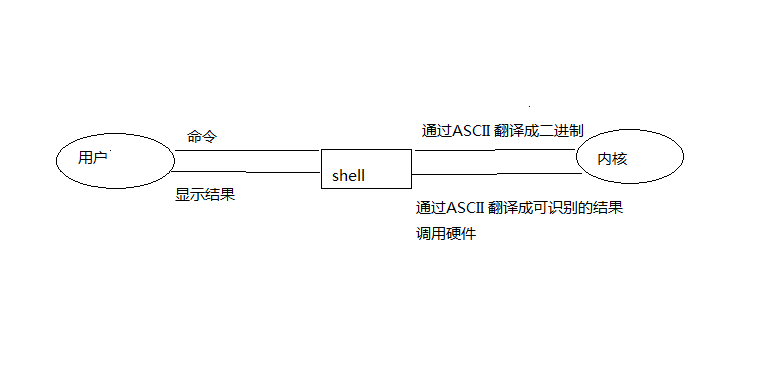 命令
通过ASCII 翻译成二进制
用户
内核
shell
显示结果
通过ASCII 翻译成可识别的结果
调用硬件